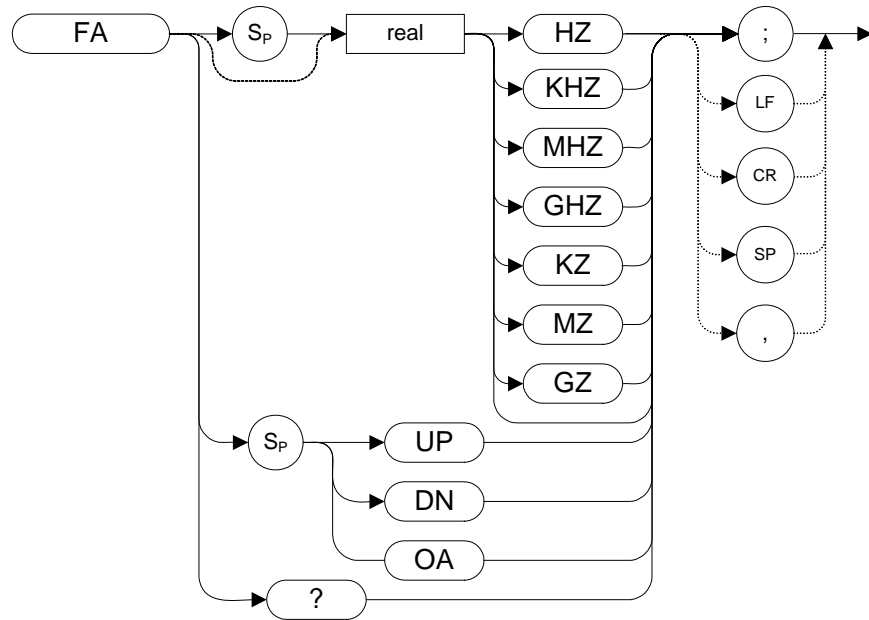 FA SP real HZ ;
KHZ LF
MHZ CR
GHZ
KZ SP
MZ ,
GZ
SP UP
DN
OA
?